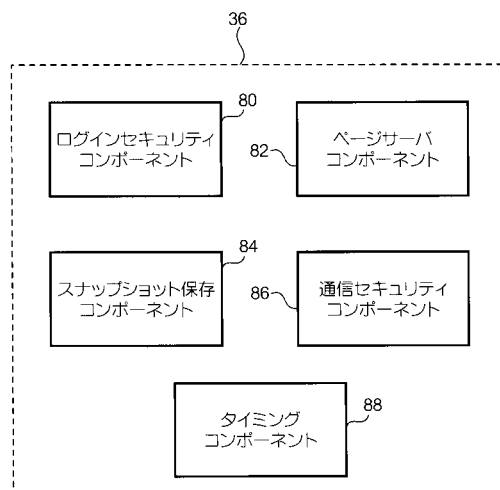 36
ログインセキュリティ
コンポーネント
80
ページサーバ
コンポーネント
82
スナップショット保存
コンポーネント
84
通信セキュリティ
コンポーネント
86
タイミング
コンポーネント
88